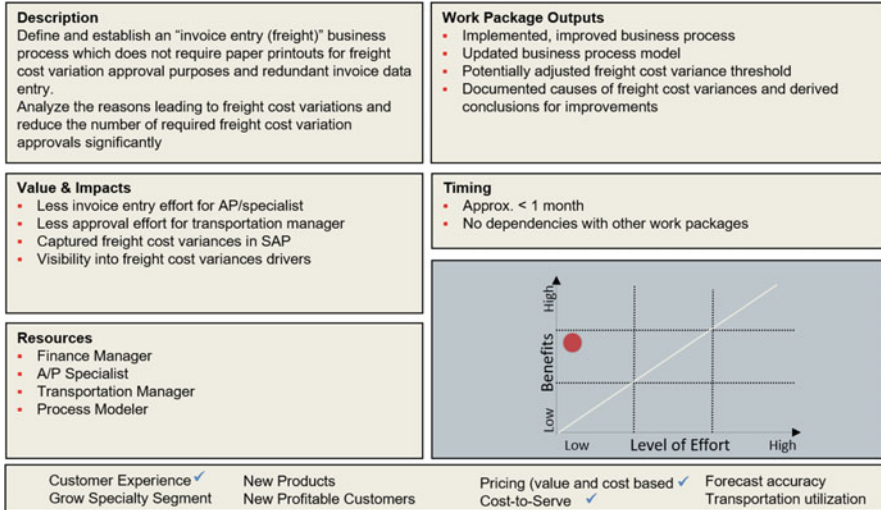 Description
Define and establish an “invoice entry (freight)” business
process which does not require paper printouts for freight
cost variation approval purposes and redundant invoice data
entry.
Analyze the reasons leading to freight cost variations and
reduce the number of required freight cost variation
approvals significantly
Work Package Outputs
▪ Implemented, improved business process
▪ Updated business process model
▪ Potentially adjusted freight cost variance threshold
▪ Documented causes of freight cost variances and derived
conclusions for improvements
Value & Impacts
▪ Less invoice entry effort for AP/specialist
▪ Less approval effort for transportation manager
▪ Captured freight cost variances in SAP
▪ Visibility into freight cost variances drivers
Timing
▪ Approx. < 1 month
▪ No dependencies with other work packages
Resources
▪ Finance Manager
▪ A/P Specialist
▪ Transportation Manager
▪ Process Modeler
High
Benefits
Low
Low Level of Effort High
Customer Experience ✓ New Products Pricing (value and cost based ✓ Forecast accuracy
Grow Specialty Segment New Profitable Customers Cost-to-Serve ✓ Transportation utilization